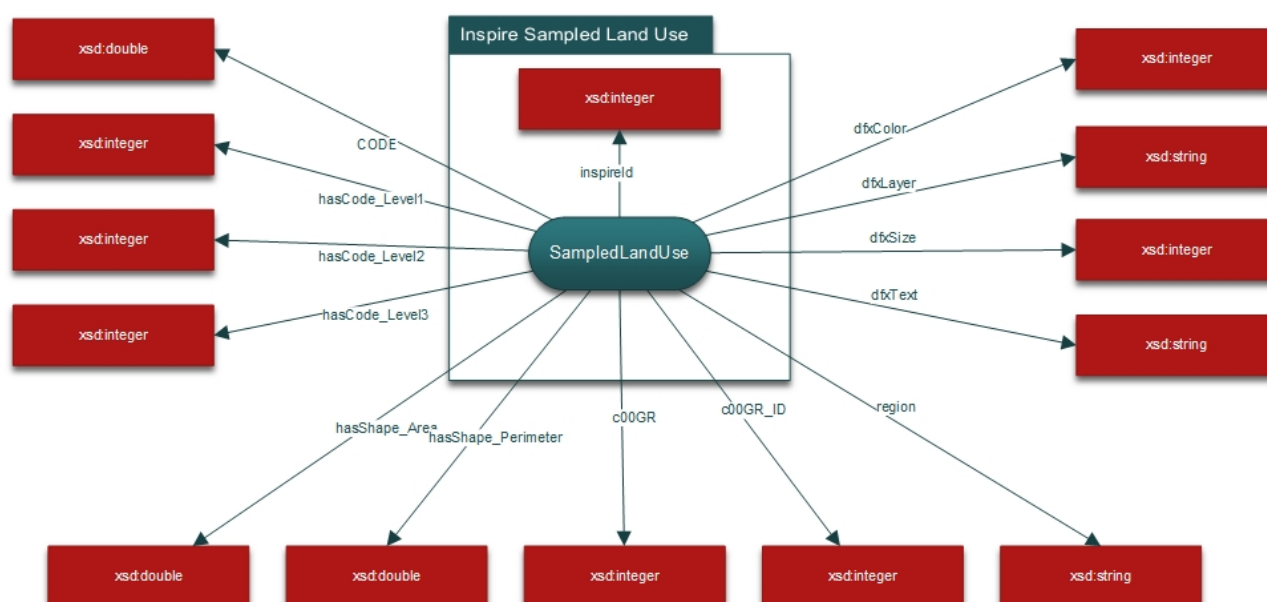 Inspire Sampled Land Use
xsd:double
xsd:integer
xsd:integer
xsd:integer
xsd:integer
xsd:integer
xsd:string
xsd:integer
xsd:string
CODE
hasCode_Level1
hasCode_Level2
hasCode_Level3
inspireId
SampledLandUse
dfxColor
dfxLayer
dfxSize
dfxText
hasShape_Area
hasShape_Perimeter
c00GR
c00GR_ID
region
xsd:double
xsd:double
xsd:integer
xsd:integer
xsd:string